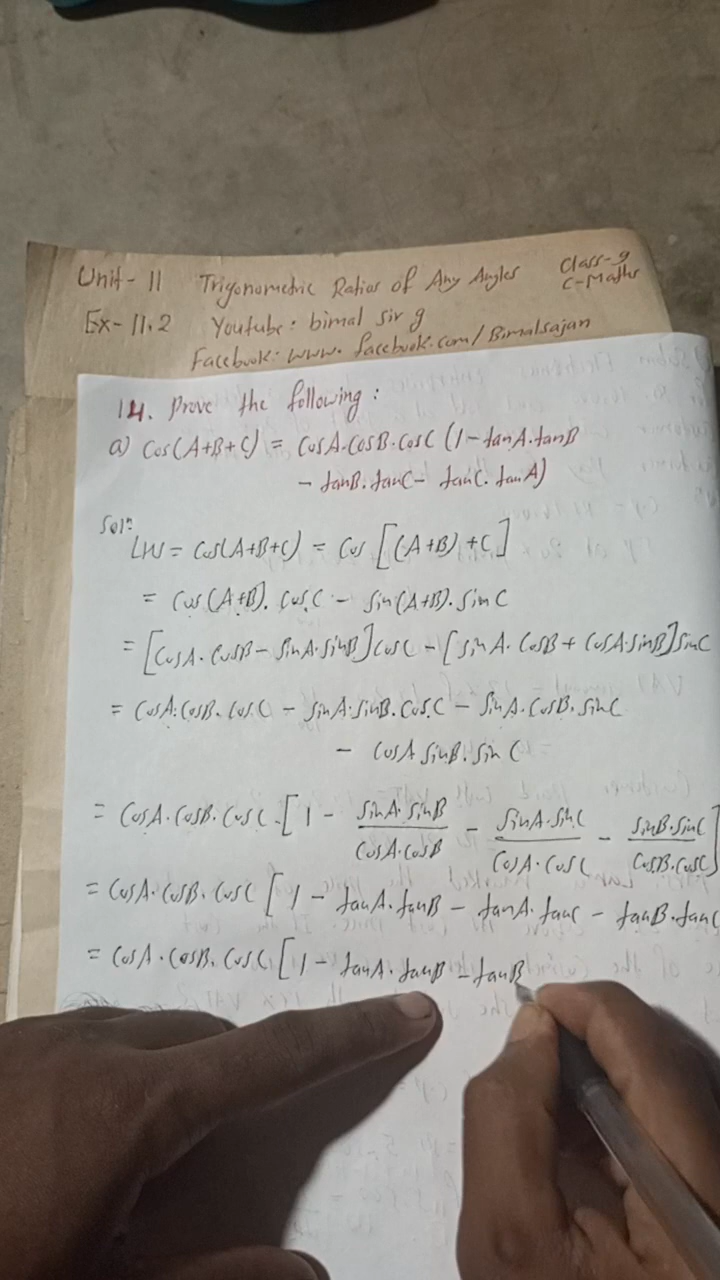 Unit- 11 Trigonometric Ratios of Any Angles Class-9
C-Maths
Ex- 11.2 Youtube: bimal sir g
Facebook: www.facebook.com/Bimalsajan
14. Prove the following:
a) Cos(A+B+C) = CosA.CosB.CosC (1-tanA.tanB
- tanB.tanC- tanC.tanA)
Soln:
LHS = Cos(A+B+C) = Cos [(A+B)+C]
= Cos(A+B). CosC - Sin(A+B).SinC
= [CosA.CosB- SinA.SinB]CosC - [SinA.CosB + CosA.SinB]SinC
= CosA.CosB.CosC - SinA.SinB.CosC - SinA.CosB.SinC
- CosA SinB.SinC
= CosA.CosB.CosC.[1 - SinA.SinB/CosA.CosB - SinA.SinC/CosA.CosC - SinB.SinC/CosB.CosC]
= CosA.CosB.CosC [1 - tanA.tanB - tanA.tanC - tanB.tanC
= CosA.CosB.CosC [1 - tanA.tanB - tanB